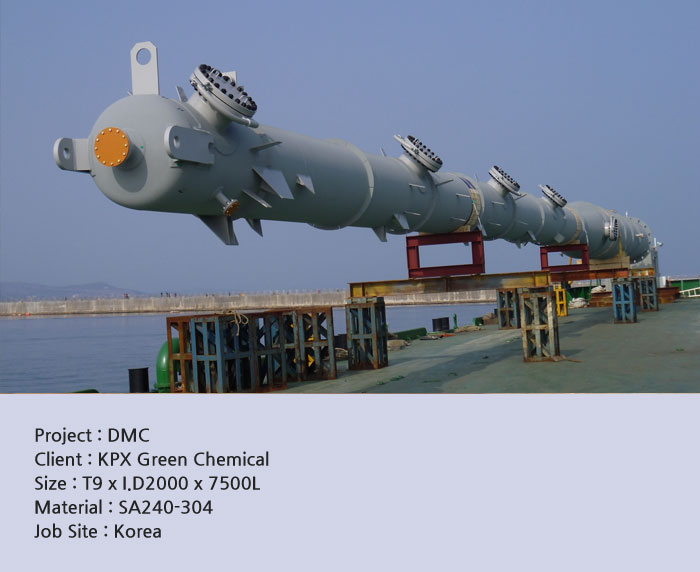 Project : DMC
Client : KPX Green Chemical
Size : T9 x I.D2000 x 7500L
Material : SA240-304
Job Site : Korea